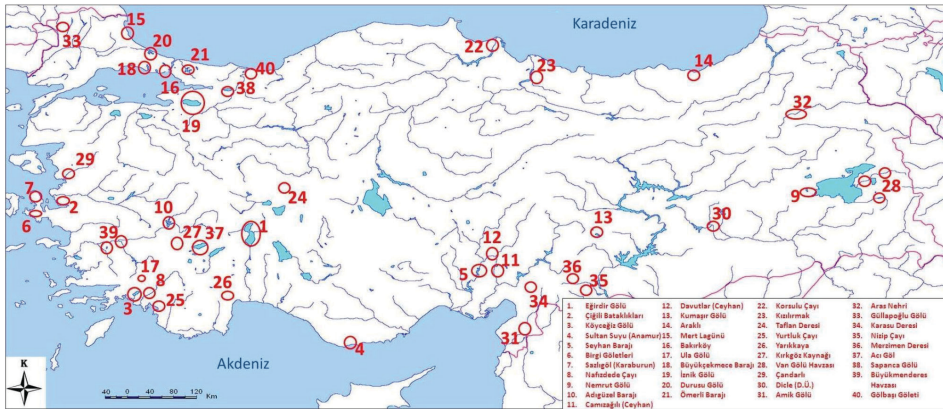 Karadeniz
15
33
20
21
22
18
16
40
38
23
14
19
32
29
7
2
6
24
9
28
10
1
30
13
39
27
37
12
17
8
5
11
36
3
25
26
34
35
31
4
Akdeniz
K
40 0 40 80 120
Km
1. Eğirdir Gölü
2. Çiğili Bataklıkları
3. Köyceğiz Gölü
4. Sultan Suyu (Anamur)
5. Seyhan Barajı
6. Birgi Göletleri
7. Sazlıgöl (Karaburun)
8. Nafızdede Çayı
9. Nemrut Gölü
10. Adıgüzel Barajı
11. Camızağılı (Ceyhan)
12. Davutlar (Ceyhan)
13. Kumaşır Gölü
14. Araklı
15. Mert Lagünü
16. Bakırköy
17. Ula Gölü
18. Büyükçekmece Barajı
19. İznik Gölü
20. Durusu Gölü
21. Ömerli Barajı
22. Korsulu Çayı
23. Kızılırmak
24. Taflan Deresi
25. Yurtluk Çayı
26. Yarıkkaya
27. Kırkgöz Kaynağı
28. Van Gölü Havzası
29. Çandarlı
30. Dicle (D.Ü.)
31. Amik Gölü
32. Aras Nehri
33. Güllapoğlu Gölü
34. Karasu Deresi
35. Nizip Çayı
36. Merzimen Deresi
37. Acı Göl
38. Sapanca Gölü
39. Büyükmenderes
Havzası
40. Gölbaşı Göleti